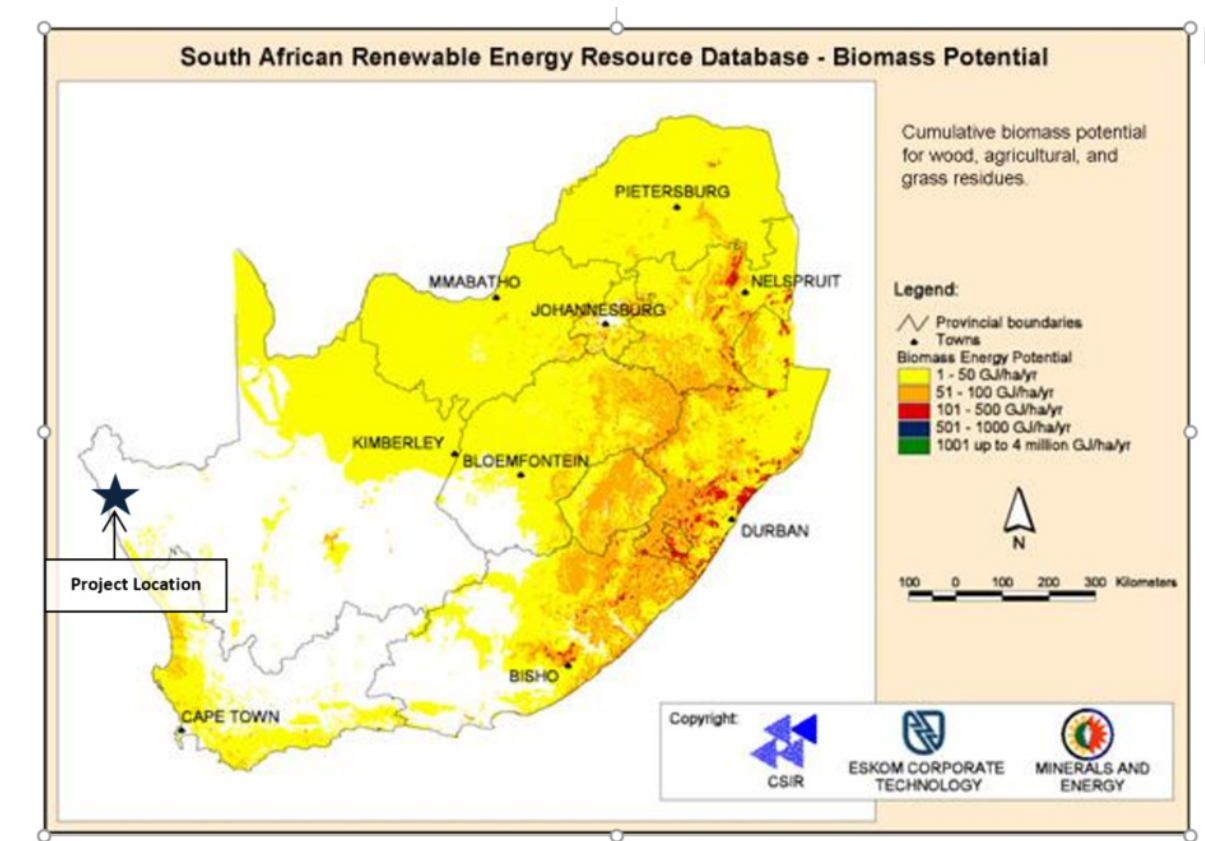 South African Renewable Energy Resource Database - Biomass Potential
Cumulative biomass potential
for wood, agricultural, and
grass residues.
PIETERSBURG
MMABATHO
NELSPRUIT
JOHANNESBURG
Legend:
Provincial boundaries
Towns
Biomass Energy Potential
1 - 50 GJ/ha/yr
51 - 100 GJ/ha/yr
101 - 500 GJ/ha/yr
501 - 1000 GJ/ha/yr
1001 up to 4 million GJ/ha/yr
KIMBERLEY
BLOEMFONTEIN
DURBAN
N
Project Location
100 0 100 200 300 Kilometers
BISHO
CAPE TOWN
Copyright:
CSIR
ESKOM CORPORATE
TECHNOLOGY
MINERALS AND
ENERGY